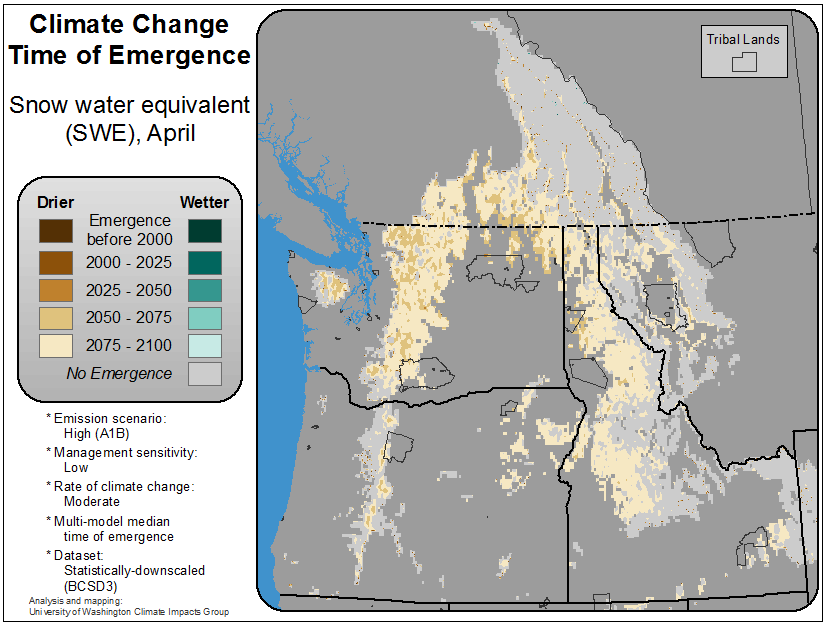 Climate Change
Time of Emergence
Snow water equivalent
(SWE), April
Drier
Wetter
Emergence
before 2000
2000 - 2025
2025 - 2050
2050 - 2075
2075 - 2100
No Emergence
* Emission scenario:
High (A1B)
* Management sensitivity:
Low
* Rate of climate change:
Moderate
* Multi-model median
time of emergence
* Dataset:
Statistically-downscaled
(BCSD3)
Analysis and mapping:
University of Washington Climate Impacts Group
Tribal Lands